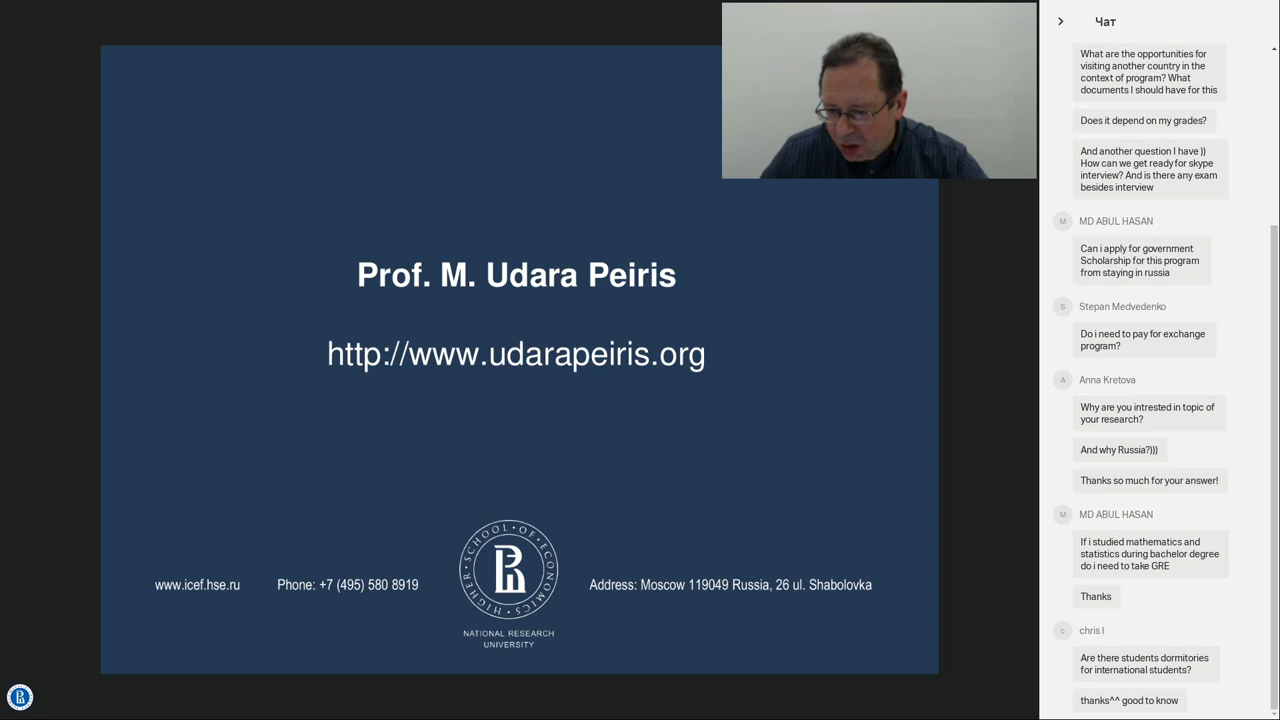 Prof. M. Udara Peiris
http://www.udarapeiris.org
www.icef.hse.ru
Phone: +7 (495) 580 8919
HIGHER • SCHOOL • OF • ECONOMICS
NATIONAL RESEARCH
UNIVERSITY
Address: Moscow 119049 Russia, 26 ul. Shabolovka
Чат
What are the opportunities for
visiting another country in the
context of program? What
documents I should have for this
Does it depend on my grades?
And another question I have ))
How can we get ready for skype
interview? And is there any exam
besides interview
M
MD ABUL HASAN
Can i apply for government
Scholarship for this program
from staying in russia
S
Stepan Medvedenko
Do i need to pay for exchange
program?
A
Anna Kretova
Why are you intrested in topic of
your research?
And why Russia?)))
Thanks so much for your answer!
M
MD ABUL HASAN
If i studied mathematics and
statistics during bachelor degree
do i need to take GRE
Thanks
c
chris l
Are there students dormitories
for international students?
thanks^^ good to know